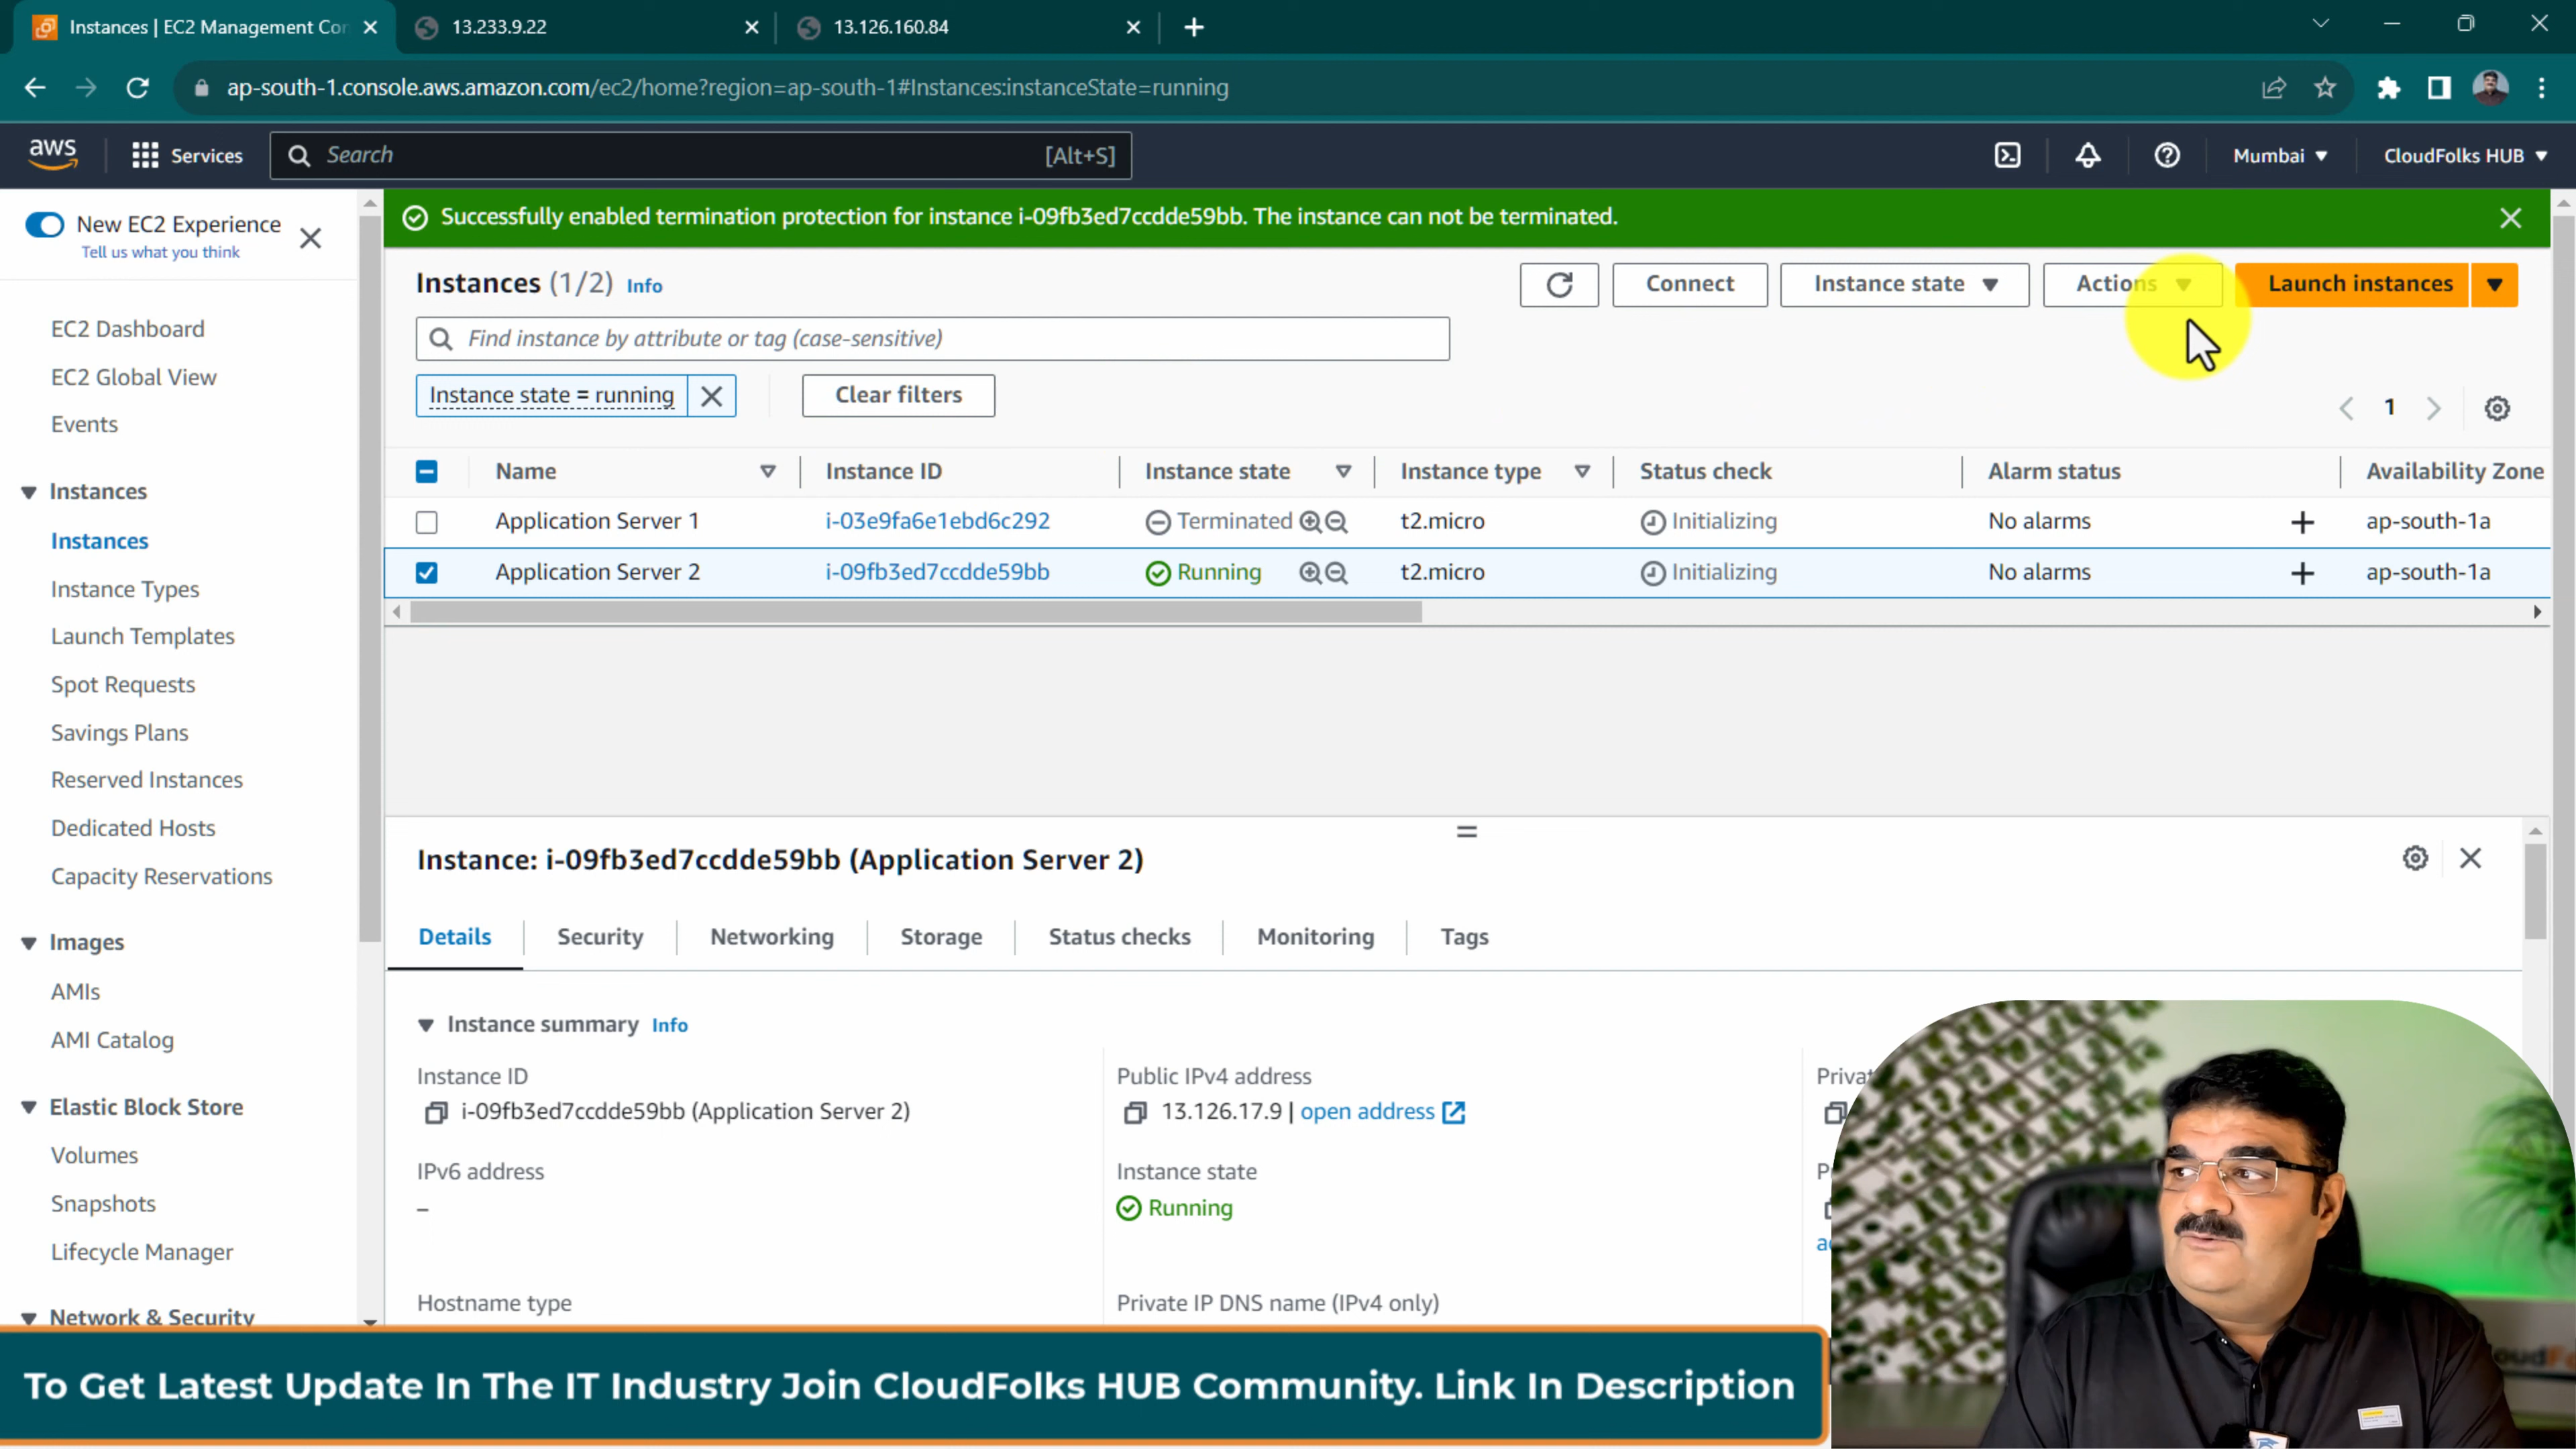 Instances | EC2 Management Con
13.233.9.22
13.126.160.84
ap-south-1.console.aws.amazon.com/ec2/home?region=ap-south-1#Instances:instanceState=running
aws
Services
Search
[Alt+S]
Mumbai
CloudFolks HUB
New EC2 Experience
Tell us what you think
EC2 Dashboard
EC2 Global View
Events
Instances
Instances
Instance Types
Launch Templates
Spot Requests
Savings Plans
Reserved Instances
Dedicated Hosts
Capacity Reservations
Images
AMIs
AMI Catalog
Elastic Block Store
Volumes
Snapshots
Lifecycle Manager
Network & Security
Successfully enabled termination protection for instance i-09fb3ed7ccdde59bb. The instance can not be terminated.
Instances (1/2) Info
Connect
Instance state
Actions
Launch instances
Find instance by attribute or tag (case-sensitive)
Instance state = running
Clear filters
1
Name Instance ID Instance state Instance type Status check Alarm status Availability Zone
Application Server 1 i-03e9fa6e1ebd6c292 Terminated t2.micro Initializing No alarms + ap-south-1a
Application Server 2 i-09fb3ed7ccdde59bb Running t2.micro Initializing No alarms + ap-south-1a
Instance: i-09fb3ed7ccdde59bb (Application Server 2)
Details Security Networking Storage Status checks Monitoring Tags
Instance summary Info
Instance ID
i-09fb3ed7ccdde59bb (Application Server 2)
Public IPv4 address
13.126.17.9 | open address
IPv6 address
–
Instance state
Running
Hostname type
Private IP DNS name (IPv4 only)
To Get Latest Update In The IT Industry Join CloudFolks HUB Community. Link In Description